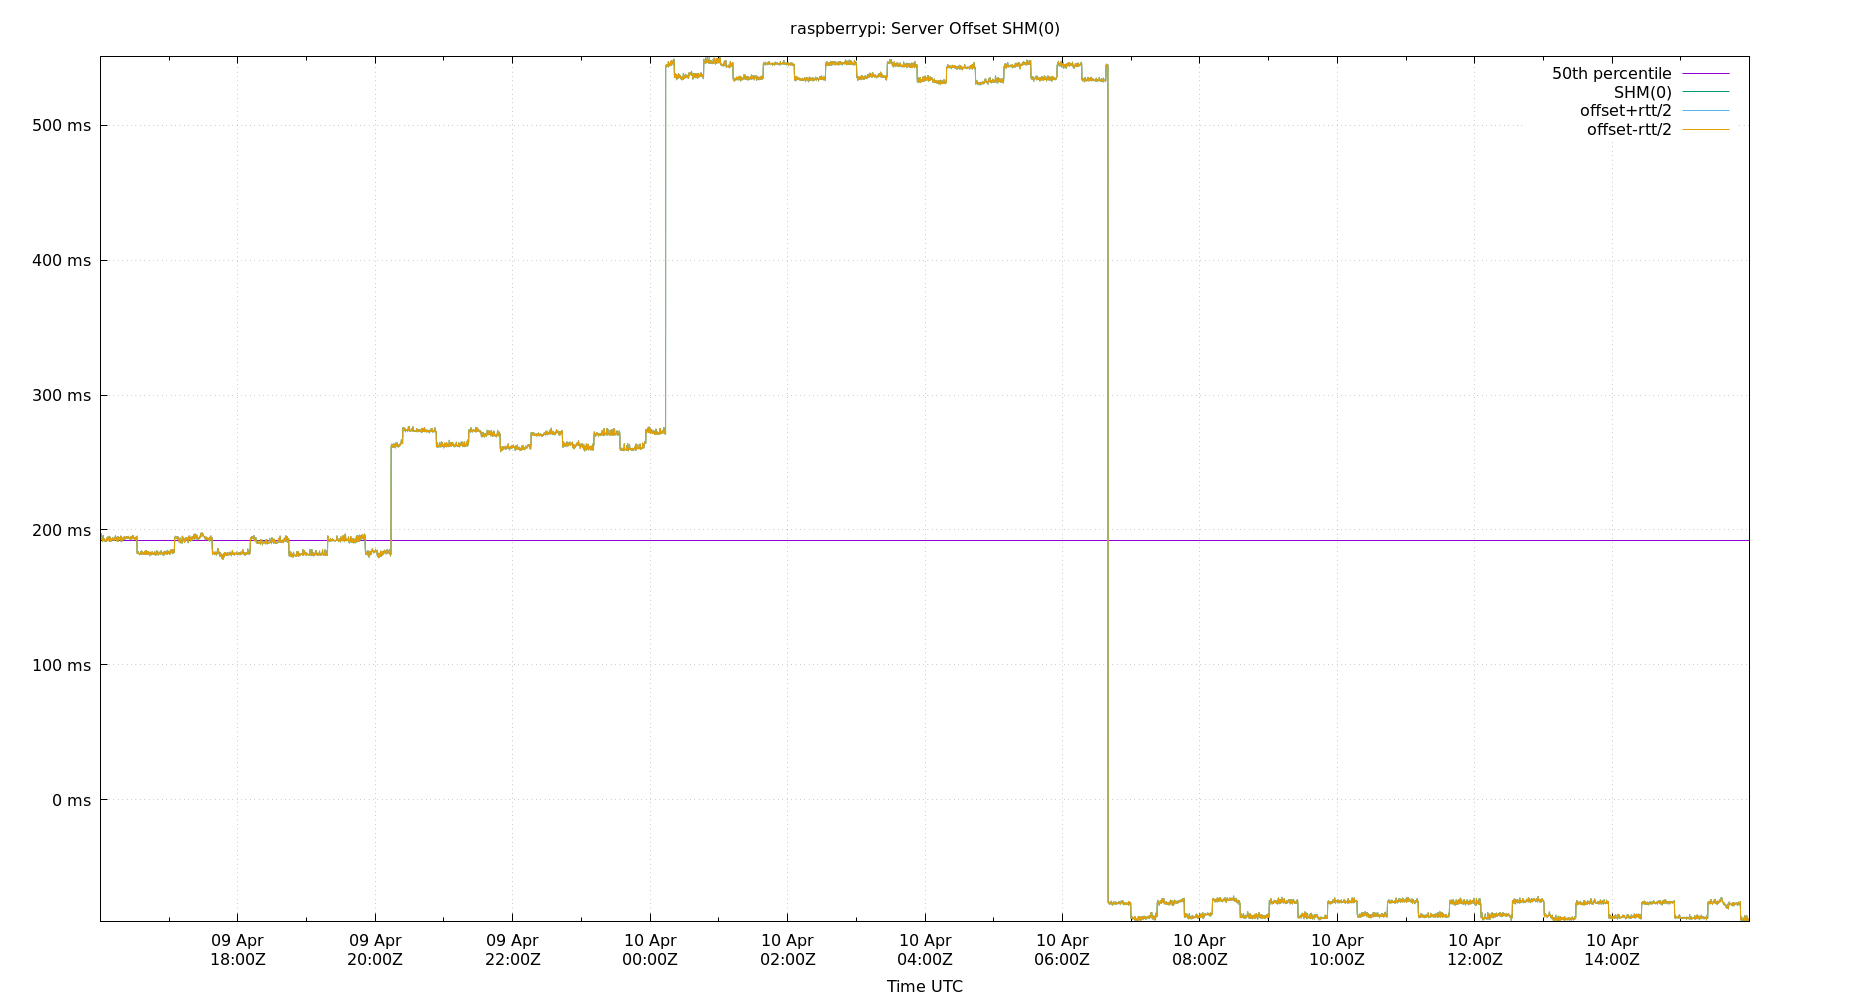 raspberrypi: Server Offset SHM(0)
50th percentile
SHM(0)
offset+rtt/2
offset-rtt/2
500 ms
400 ms
300 ms
200 ms
100 ms
0 ms
09 Apr 09 Apr 09 Apr 10 Apr 10 Apr 10 Apr 10 Apr 10 Apr 10 Apr 10 Apr 10 Apr
18:00Z 20:00Z 22:00Z 00:00Z 02:00Z 04:00Z 06:00Z 08:00Z 10:00Z 12:00Z 14:00Z
Time UTC